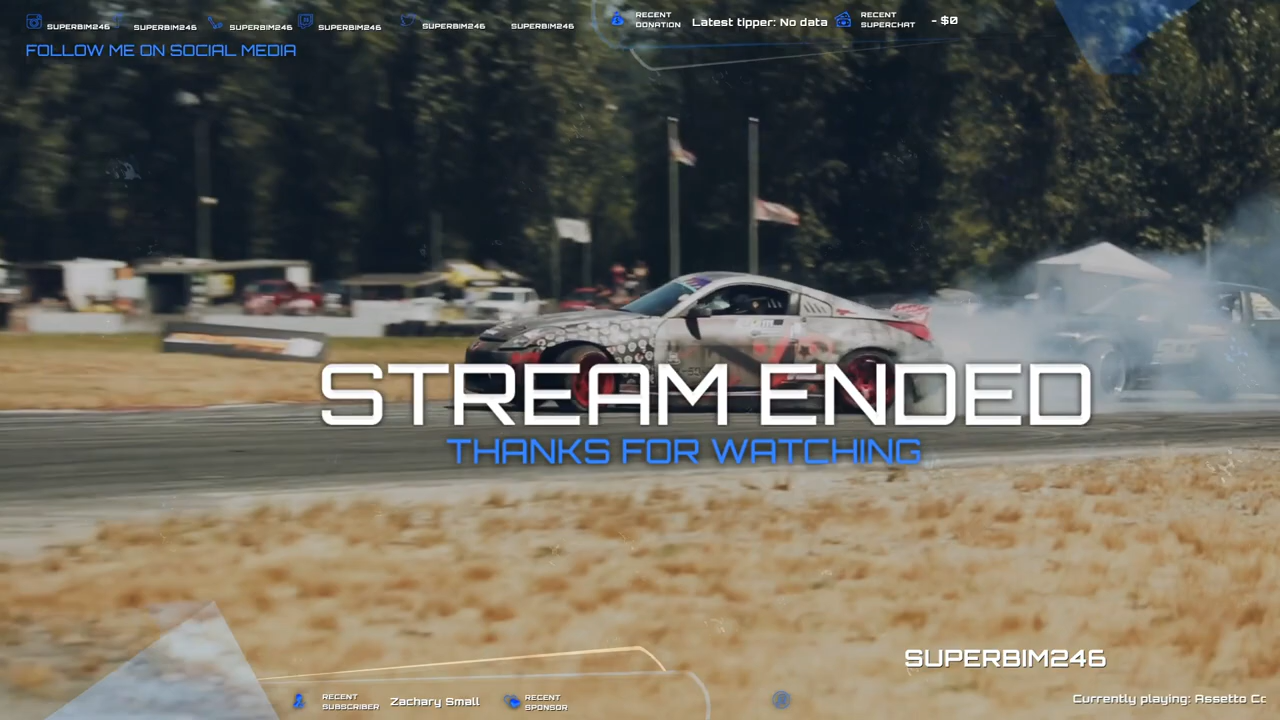 SUPERBIM246 SUPERBIM246 SUPERBIM246 SUPERBIM246 SUPERBIM246 SUPERBIM246
FOLLOW ME ON SOCIAL MEDIA
RECENT
DONATION
Latest tipper: No data
RECENT
SUPERCHAT
- $0
STREAM ENDED
THANKS FOR WATCHING
SUPERBIM246
RECENT
SUBSCRIBER
Zachary Small
RECENT
SPONSOR
Currently playing: Assetto Cc